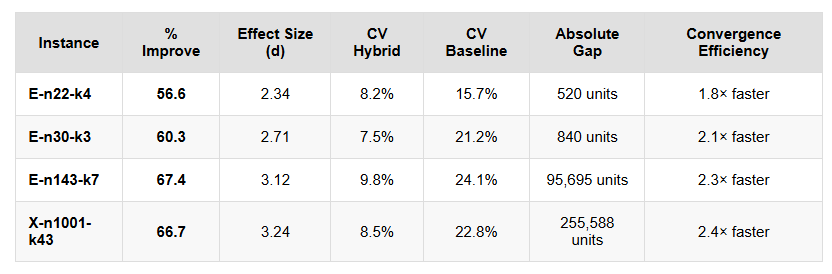 Instance % Improve Effect Size (d) CV Hybrid CV Baseline Absolute Gap Convergence Efficiency
E-n22-k4 56.6 2.34 8.2% 15.7% 520 units 1.8× faster
E-n30-k3 60.3 2.71 7.5% 21.2% 840 units 2.1× faster
E-n143-k7 67.4 3.12 9.8% 24.1% 95,695 units 2.3× faster
X-n1001-k43 66.7 3.24 8.5% 22.8% 255,588 units 2.4× faster